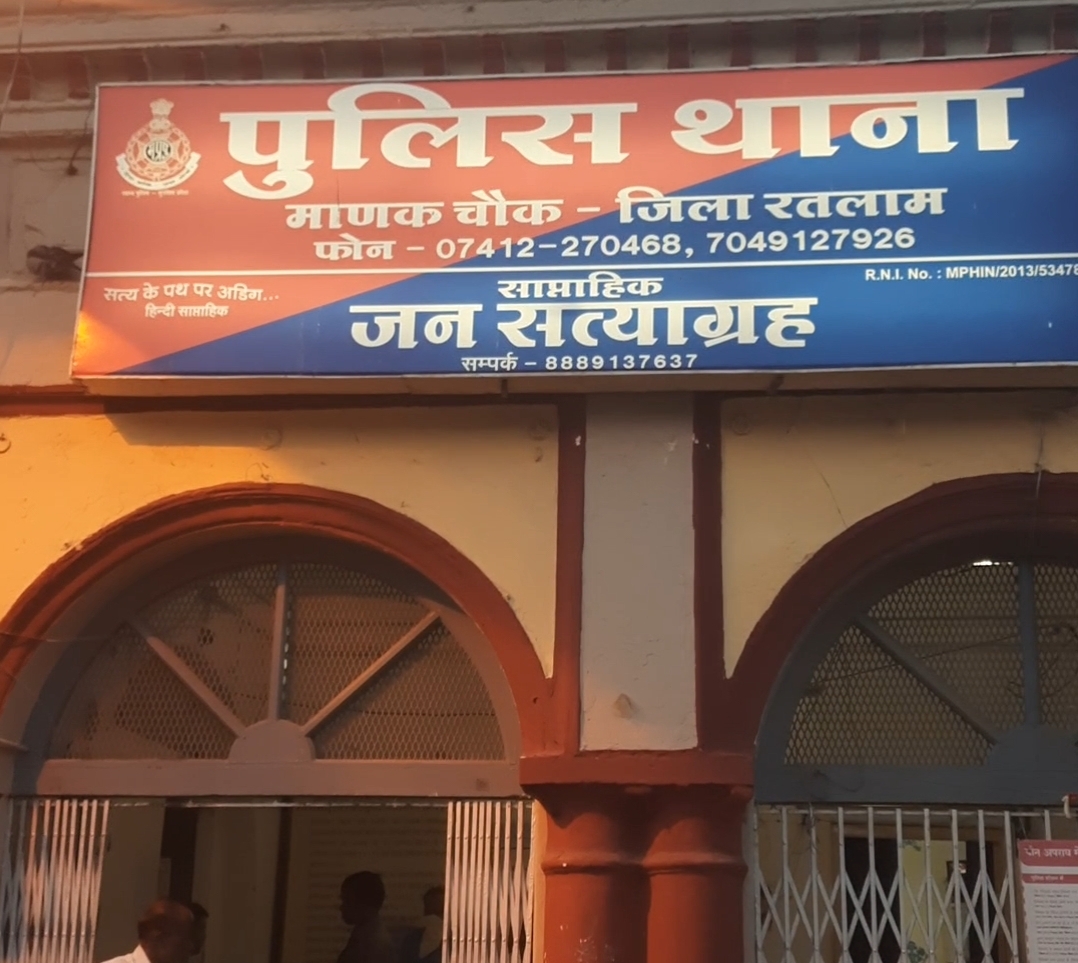 पुलिस थाना
माणक चौक - जिला रतलाम
फोन - 07412-270468, 7049127926
R.N.I. No. : MPHIN/2013/53478
सत्य के पथ पर अडिग...
हिन्दी साप्ताहिक
साप्ताहिक
जन सत्याग्रह
सम्पर्क - 8889137637
अपराध